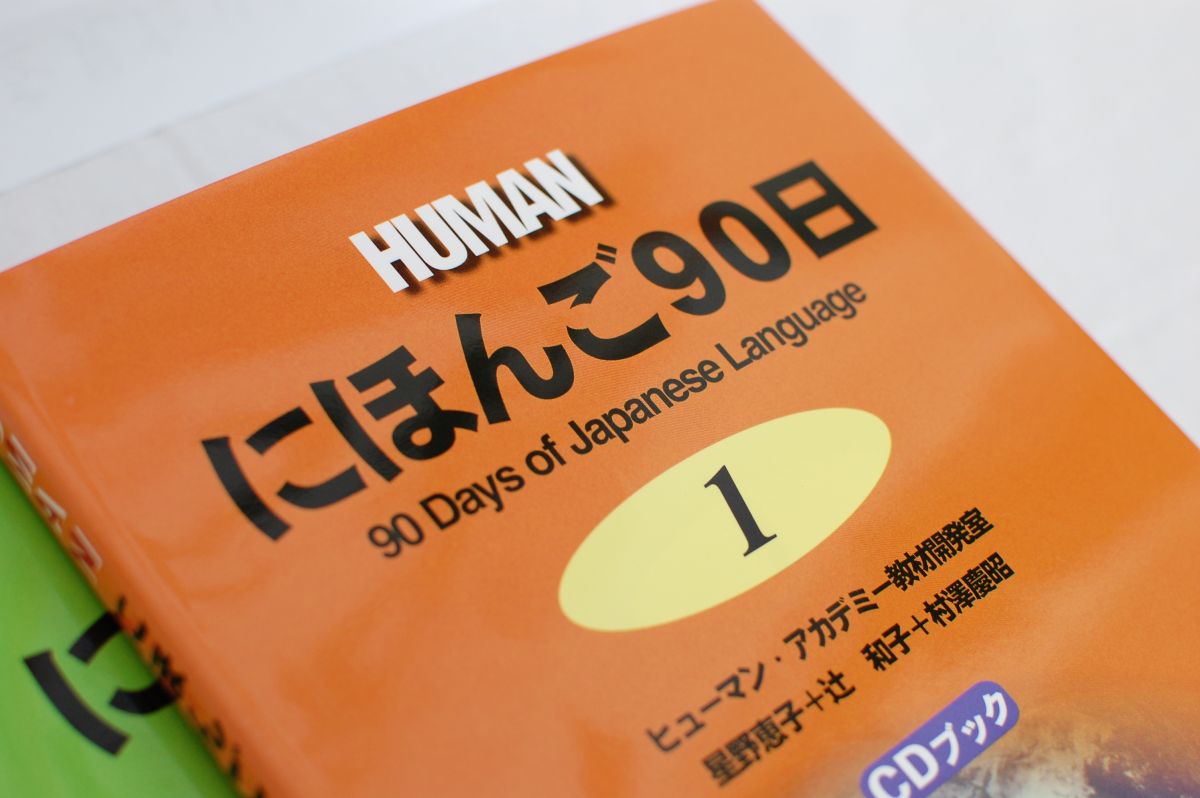 HUMAN
にほんご90日
90 Days of Japanese Language
1
ヒューマン・アカデミー教材開発室
星野恵子+辻 和子+村澤慶昭
CDブック
に